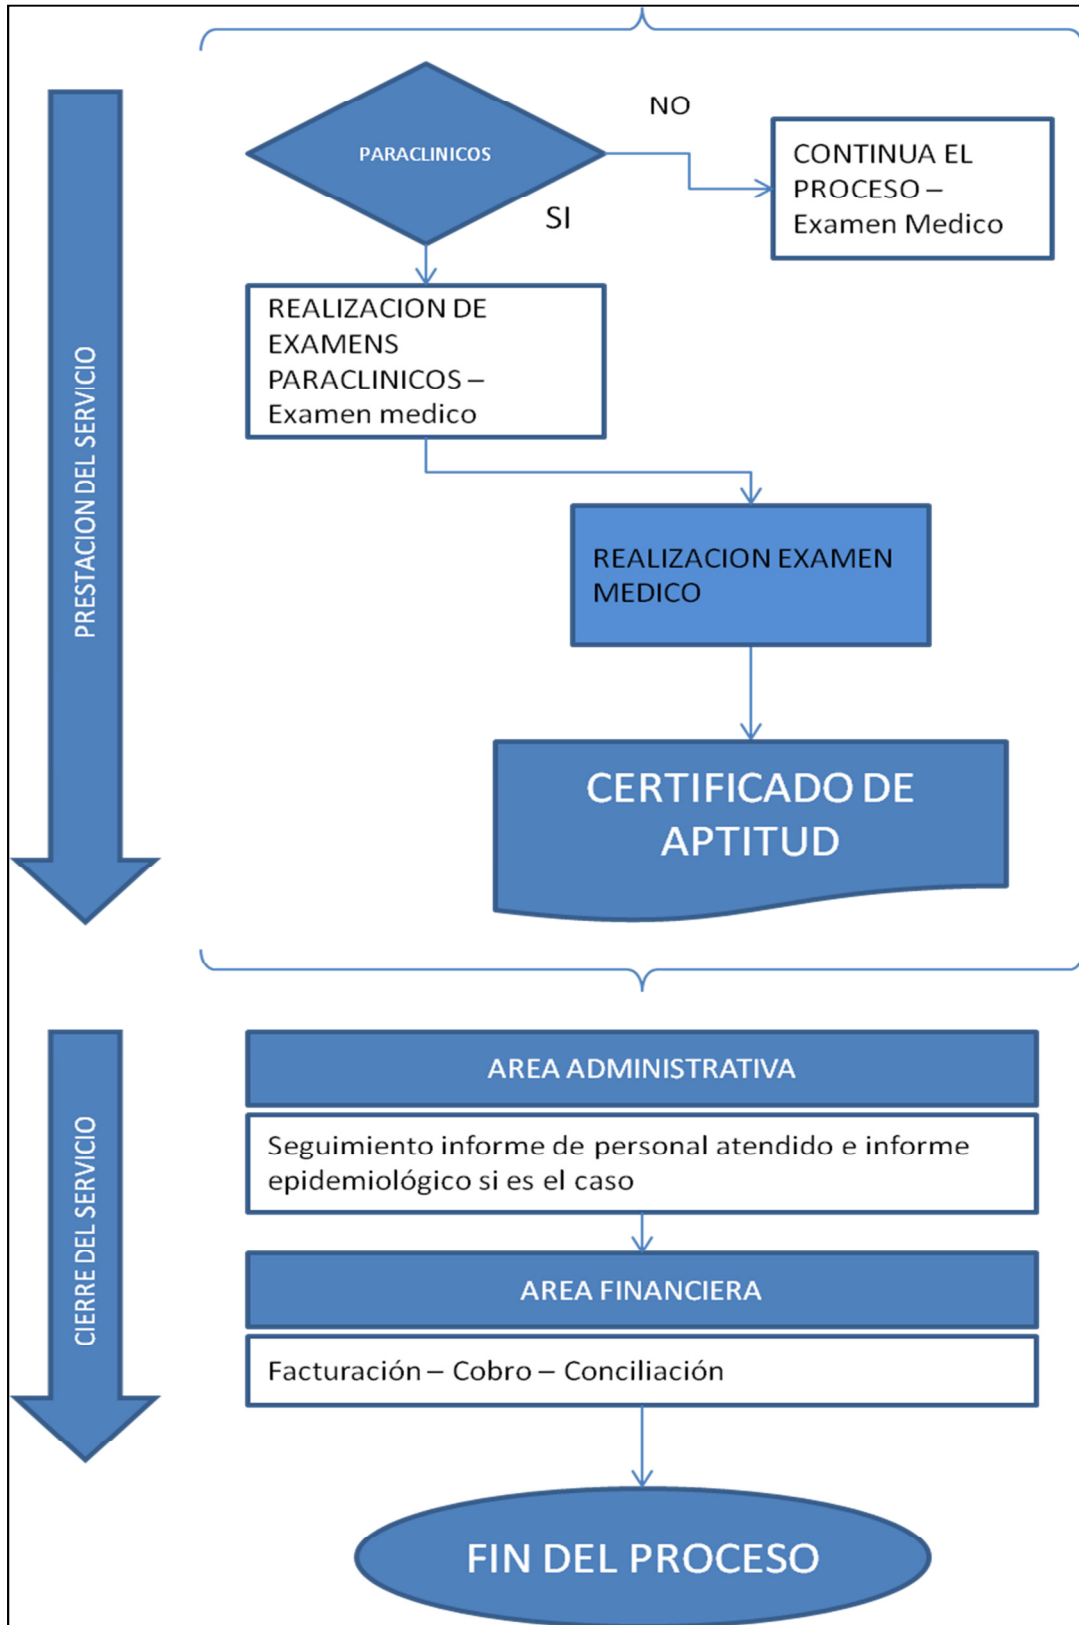 PRESTACION DEL SERVICIO
PARACLINICOS
NO
SI
CONTINUA EL
PROCESO –
Examen Medico
REALIZACION DE
EXAMENS
PARACLINICOS –
Examen medico
REALIZACION EXAMEN
MEDICO
CERTIFICADO DE
APTITUD
CIERRE DEL SERVICIO
AREA ADMINISTRATIVA
Seguimiento informe de personal atendido e informe
epidemiológico si es el caso
AREA FINANCIERA
Facturación – Cobro – Conciliación
FIN DEL PROCESO